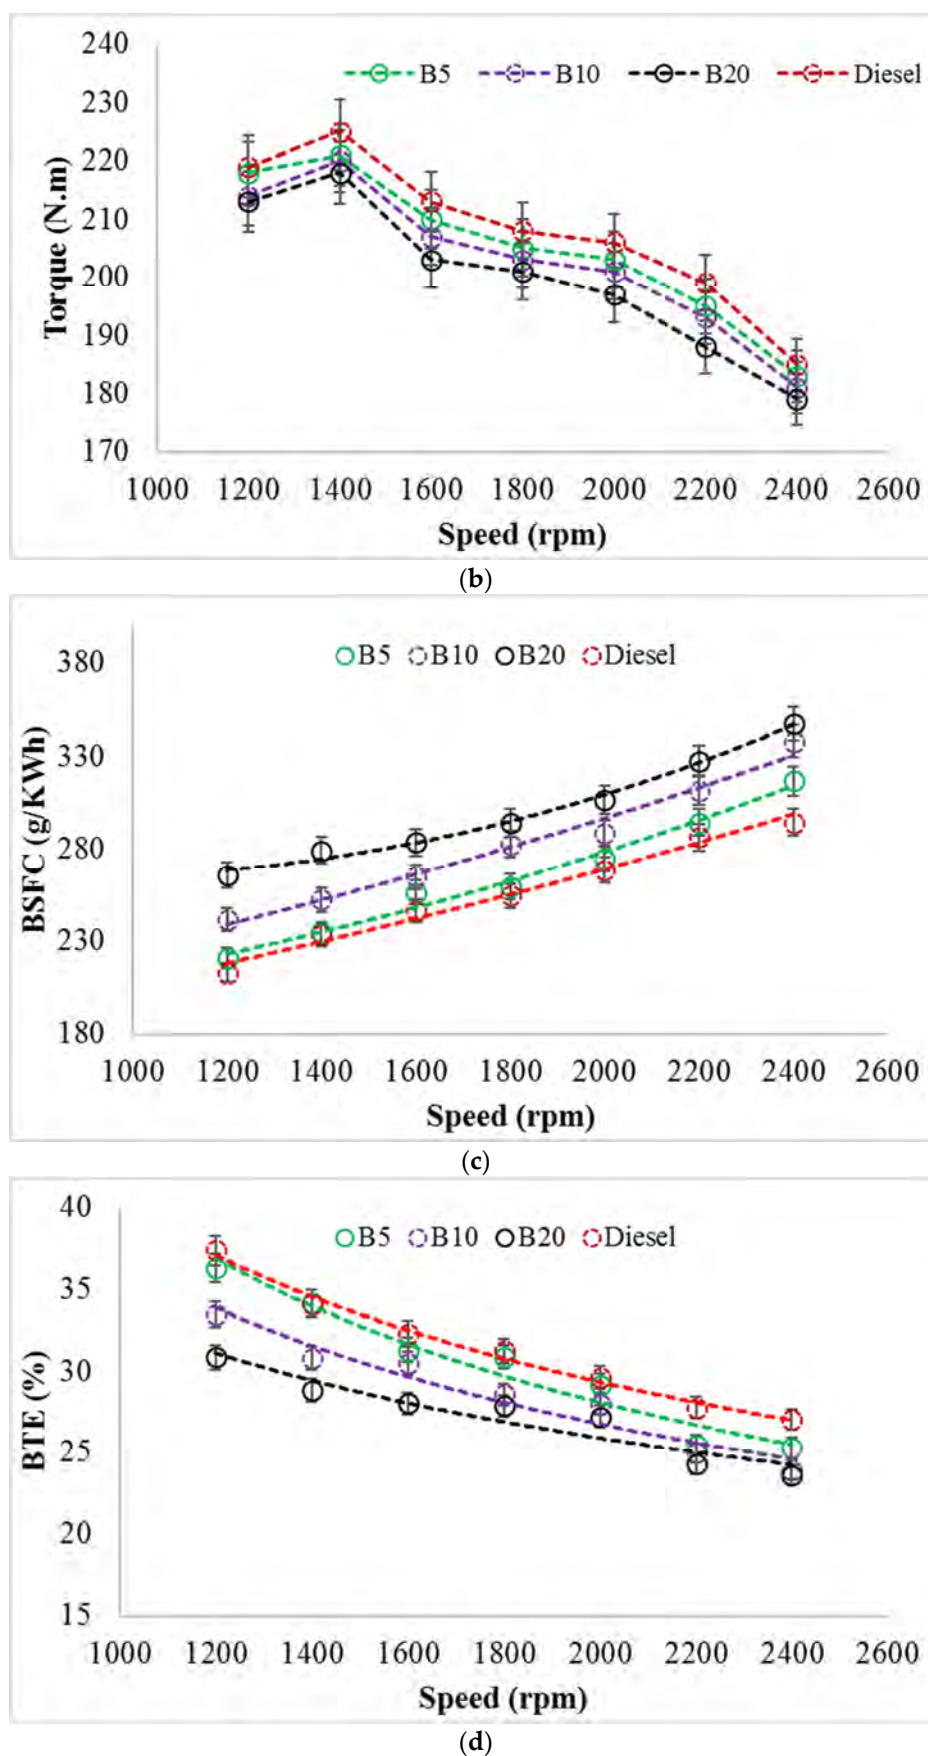 240
B5 B10 B20 Diesel
230
220
210
200
190
180
170
Torque (N.m)
1000 1200 1400 1600 1800 2000 2200 2400 2600
Speed (rpm)
(b)
B5 B10 B20 Diesel
380
330
280
230
180
BSFC (g/KWh)
1000 1200 1400 1600 1800 2000 2200 2400 2600
Speed (rpm)
(c)
40
B5 B10 B20 Diesel
35
30
25
20
15
BTE (%)
1000 1200 1400 1600 1800 2000 2200 2400 2600
Speed (rpm)
(d)